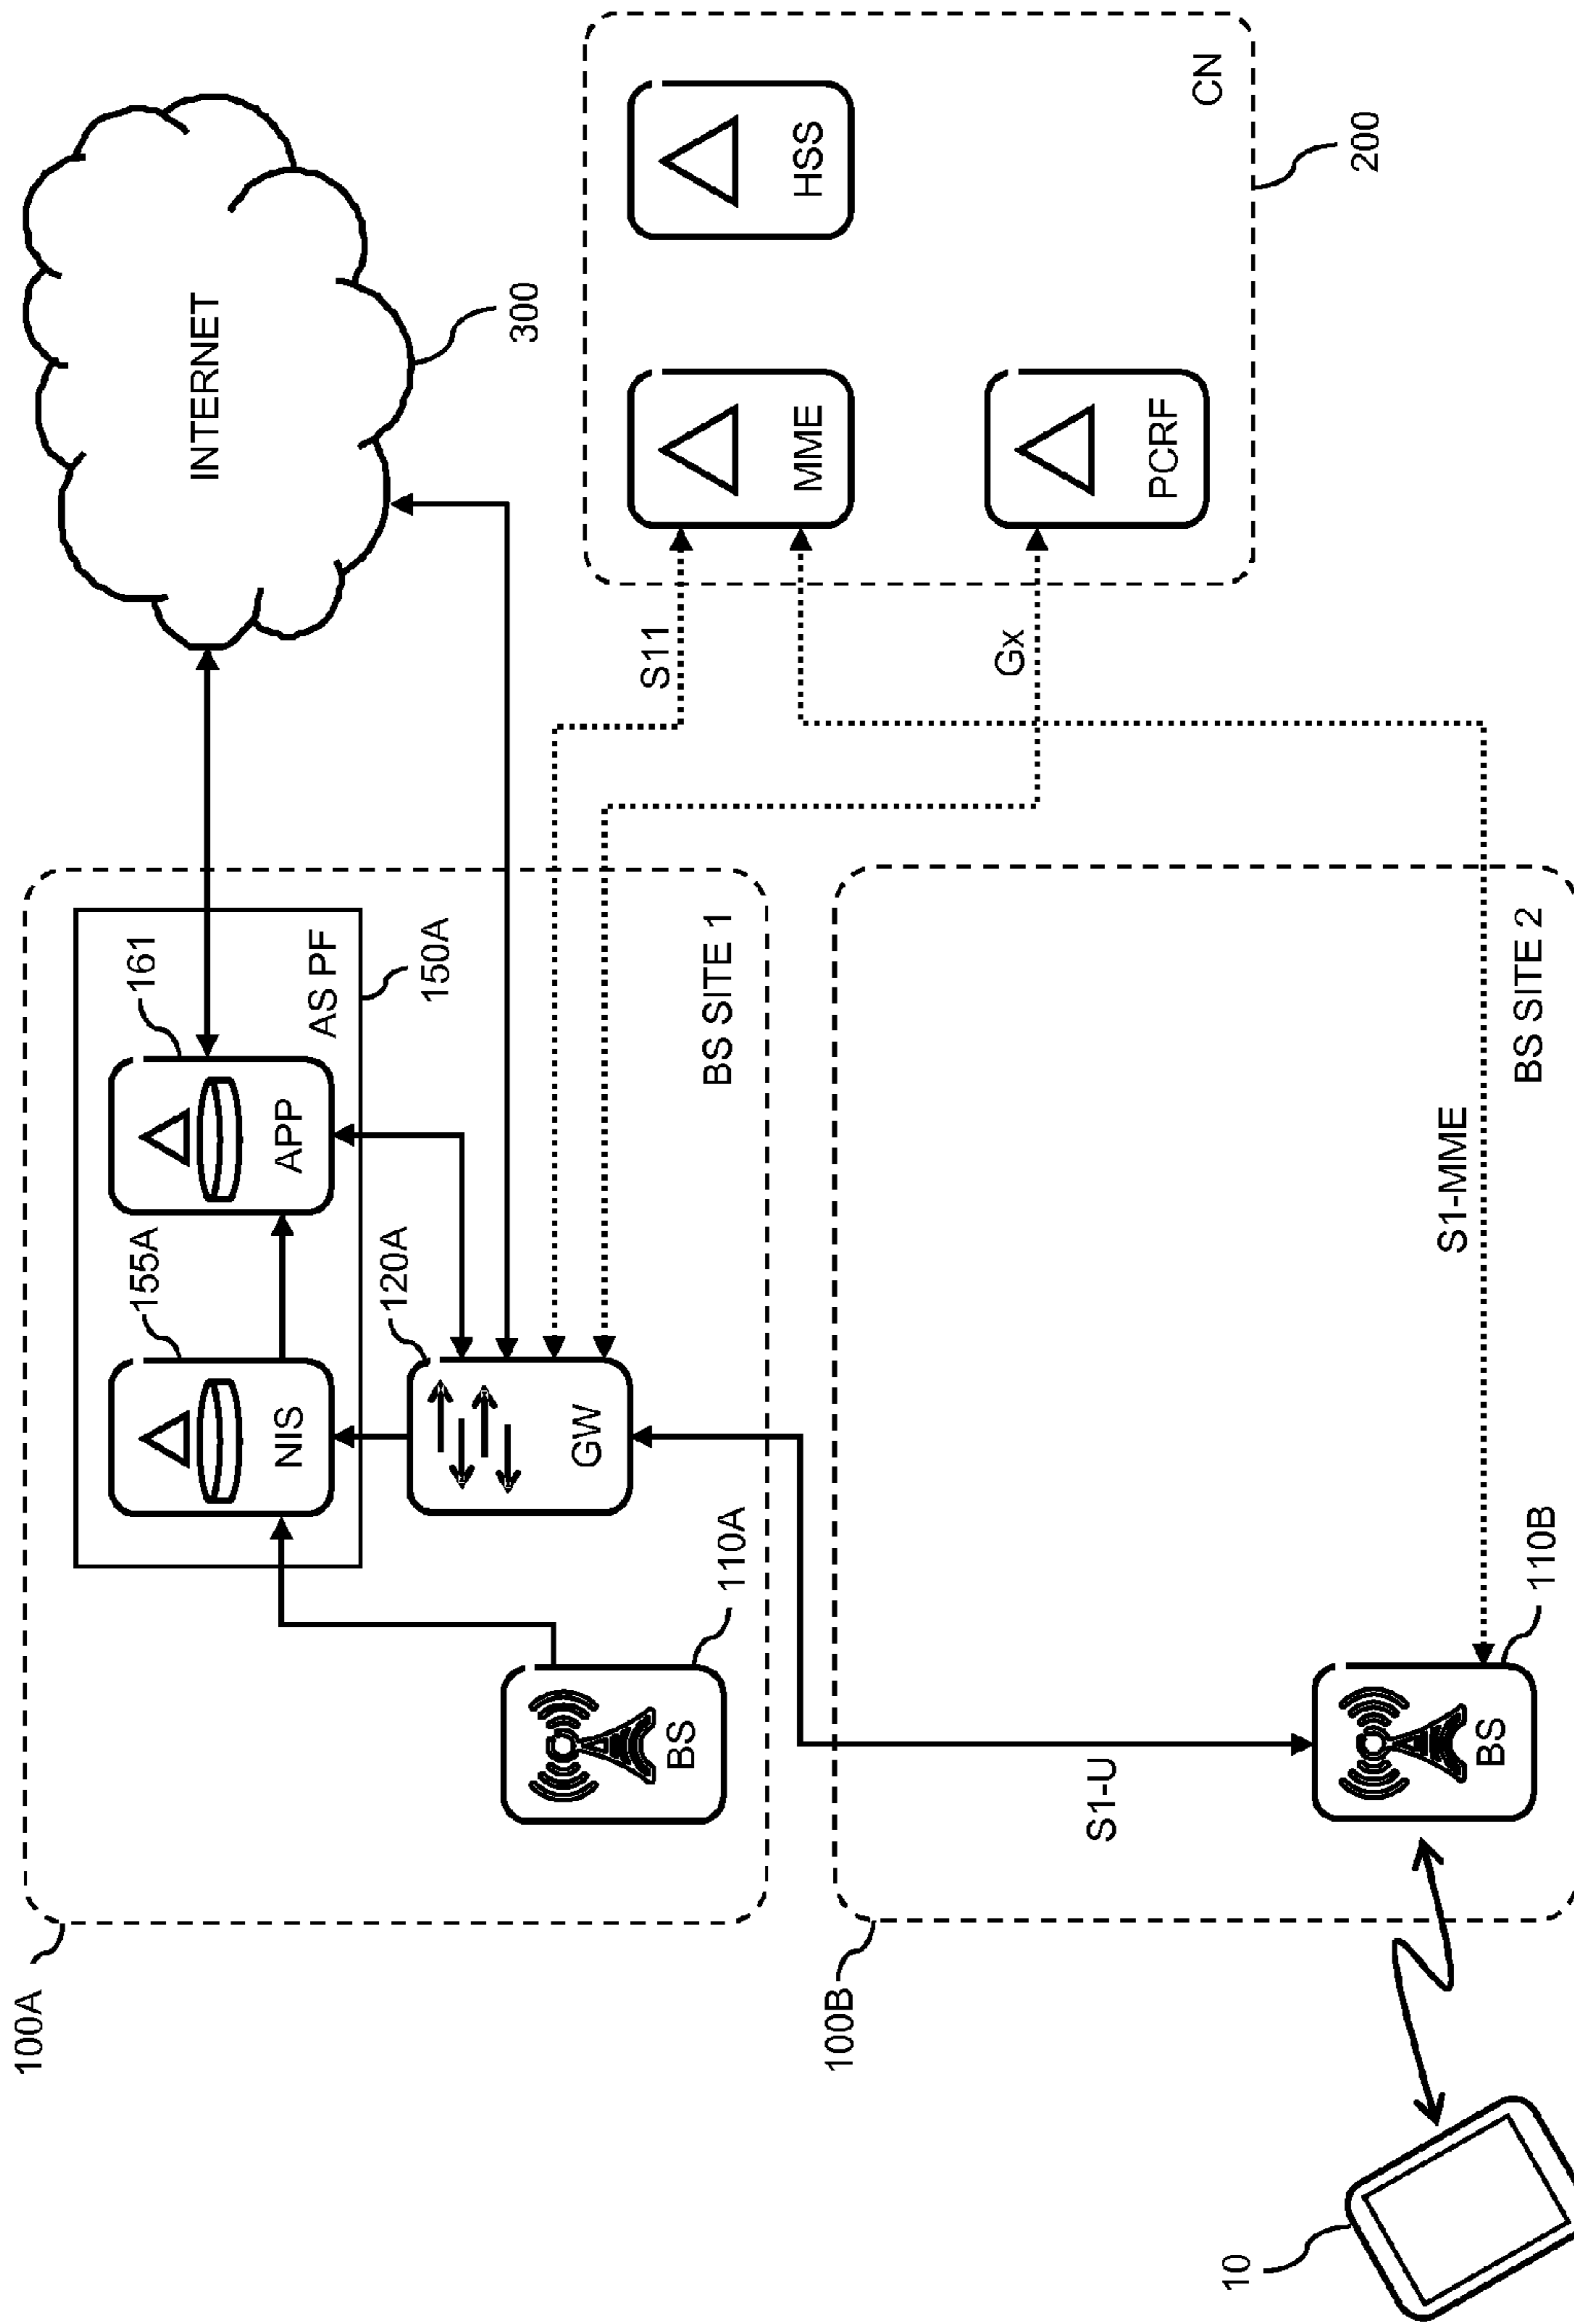 100A
INTERNET
161
155A
APP
NIS
AS PF
120A
150A
300
GW
110A
BS
BS SITE 1
S11
MME
HSS
Gx
PCRF
CN
200
100B
S1-U
S1-MME
BS
110B
BS SITE 2
10